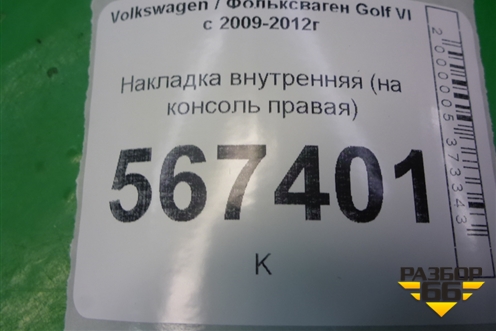 Volkswagen / Фольксваген Golf VI
с 2009-2012г
Накладка внутренняя (на
консоль правая)
567401
К
2000005373343
РАЗБОР
66